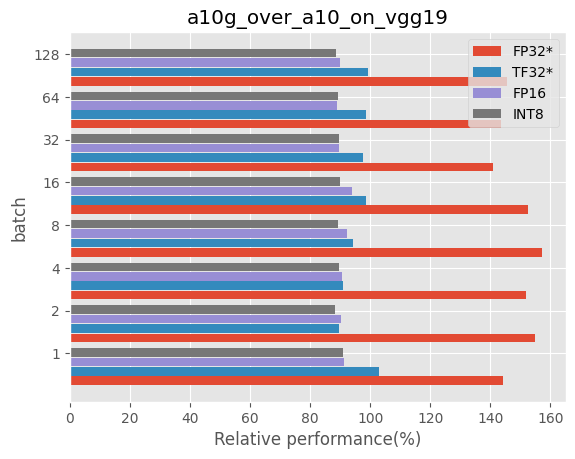 a10g_over_a10_on_vgg19
FP32*
TF32*
FP16
INT8
batch
128
64
32
16
8
4
2
1
0 20 40 60 80 100 120 140 160
Relative performance(%)